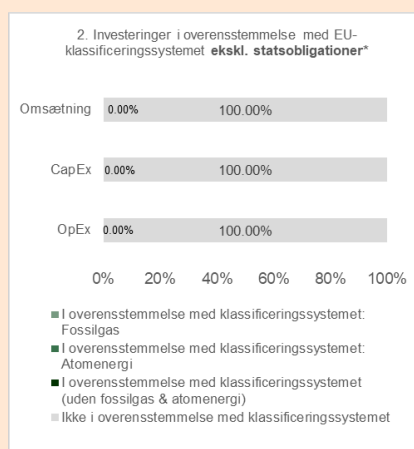 2. Investeringer i overensstemmelse med EU-
klassificeringssystemet ekskl. statsobligationer*
Omsætning 0.00% 100.00%
CapEx 0.00% 100.00%
OpEx 0.00% 100.00%
0% 20% 40% 60% 80% 100%
I overensstemmelse med klassificeringssystemet:
Fossilgas
I overensstemmelse med klassificeringssystemet:
Atomenergi
I overensstemmelse med klassificeringssystemet
(uden fossilgas & atomenergi)
Ikke i overensstemmelse med klassificeringssystemet